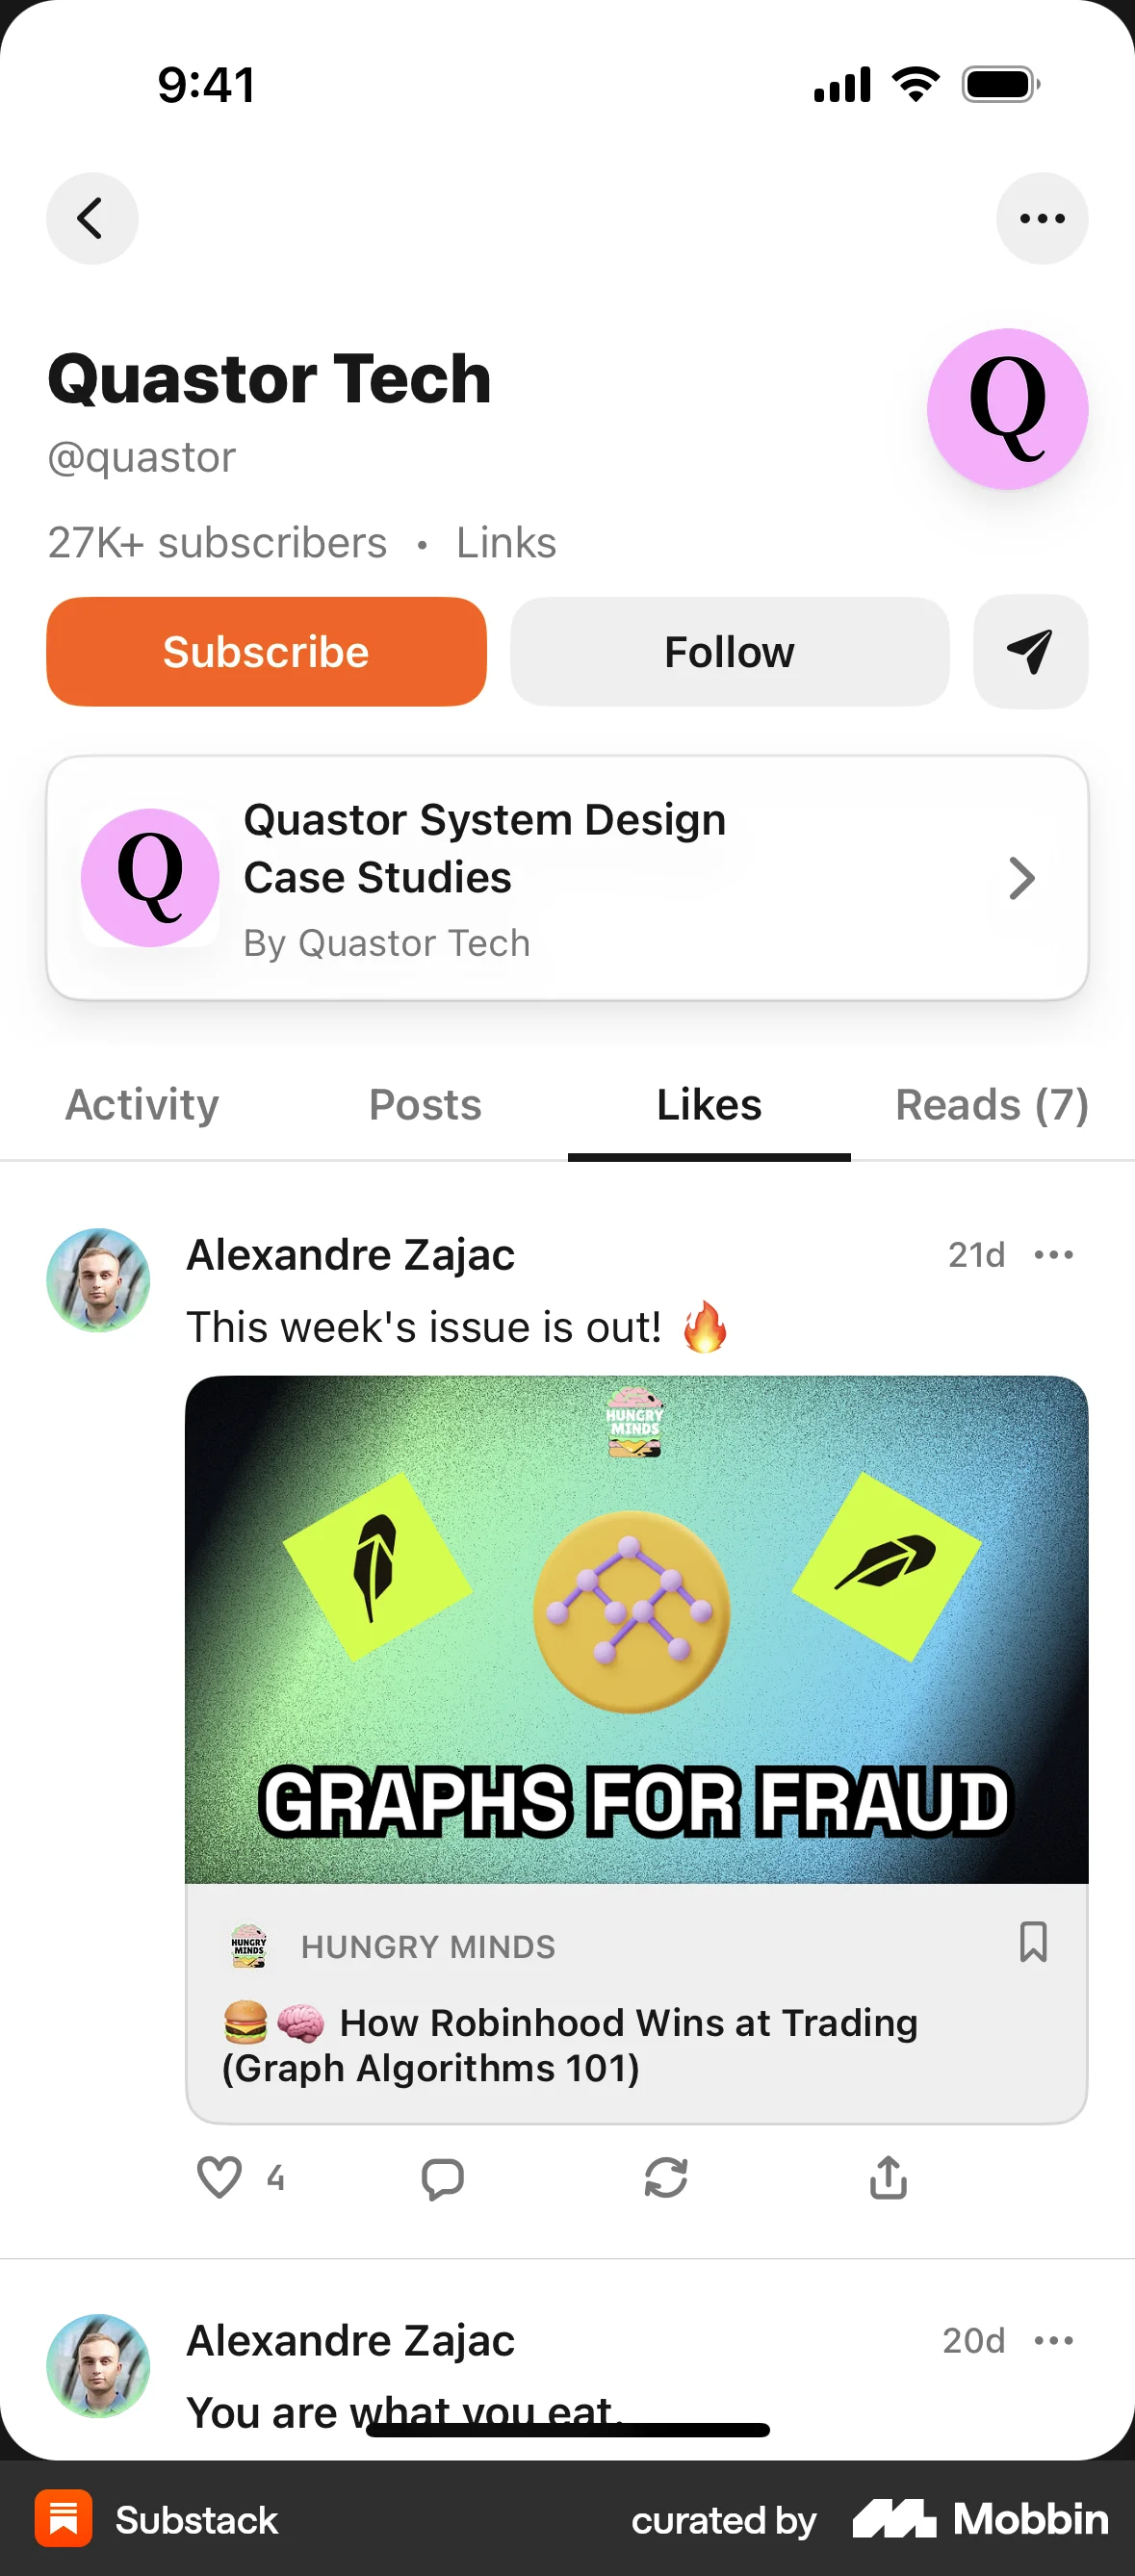 9:41
Quastor Tech
Q
@quastor
27K+ subscribers • Links
Subscribe
Follow
Q
Quastor System Design
Case Studies
By Quastor Tech
Activity
Posts
Likes
Reads (7)
Alexandre Zajac
21d
This week's issue is out! 🔥
HUNGRY
MINDS
GRAPHS FOR FRAUD
HUNGRY
MINDS
HUNGRY MINDS
🍔🧠 How Robinhood Wins at Trading
(Graph Algorithms 101)
4
Alexandre Zajac
20d
You are what you eat.
Substack
curated by
Mobbin